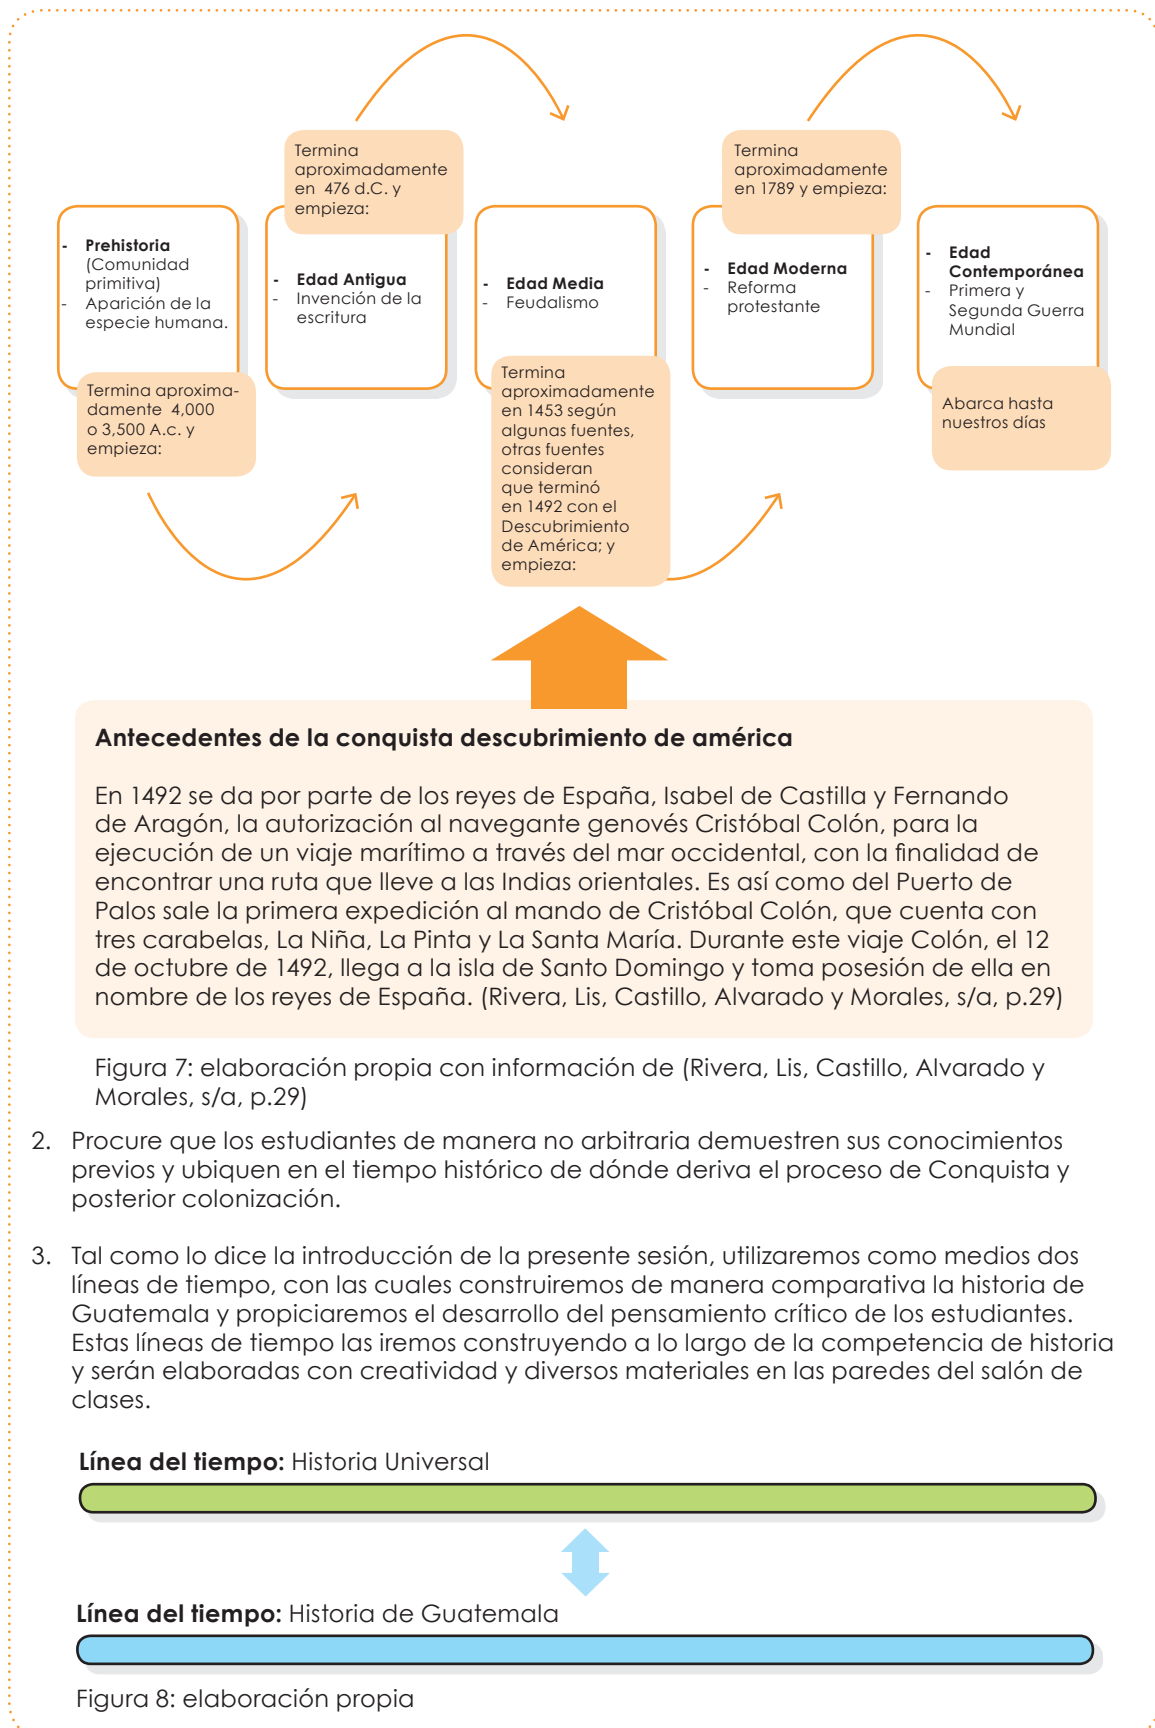 Termina
aproximadamente
en 476 d.C. y
empieza:
Termina
aproximadamente
en 1789 y empieza:
- Prehistoria
(Comunidad
primitiva)
- Aparición de la
especie humana.
- Edad Antigua
- Invención de la
escritura
- Edad Media
- Feudalismo
- Edad Moderna
- Reforma
protestante
- Edad
Contemporánea
- Primera y
Segunda Guerra
Mundial
Termina aproxima-
damente 4,000
o 3,500 A.c. y
empieza:
Termina
aproximadamente
en 1453 según
algunas fuentes,
otras fuentes
consideran
que terminó
en 1492 con el
Descubrimiento
de América; y
empieza:
Abarca hasta
nuestros días
Antecedentes de la conquista descubrimiento de américa
En 1492 se da por parte de los reyes de España, Isabel de Castilla y Fernando
de Aragón, la autorización al navegante genovés Cristóbal Colón, para la
ejecución de un viaje marítimo a través del mar occidental, con la finalidad de
encontrar una ruta que lleve a las Indias orientales. Es así como del Puerto de
Palos sale la primera expedición al mando de Cristóbal Colón, que cuenta con
tres carabelas, La Niña, La Pinta y La Santa María. Durante este viaje Colón, el 12
de octubre de 1492, llega a la isla de Santo Domingo y toma posesión de ella en
nombre de los reyes de España. (Rivera, Lis, Castillo, Alvarado y Morales, s/a, p.29)
Figura 7: elaboración propia con información de (Rivera, Lis, Castillo, Alvarado y
Morales, s/a, p.29)
2. Procure que los estudiantes de manera no arbitraria demuestren sus conocimientos
previos y ubiquen en el tiempo histórico de dónde deriva el proceso de Conquista y
posterior colonización.
3. Tal como lo dice la introducción de la presente sesión, utilizaremos como medios dos
líneas de tiempo, con las cuales construiremos de manera comparativa la historia de
Guatemala y propiciaremos el desarrollo del pensamiento crítico de los estudiantes.
Estas líneas de tiempo las iremos construyendo a lo largo de la competencia de historia
y serán elaboradas con creatividad y diversos materiales en las paredes del salón de
clases.
Línea del tiempo: Historia Universal
Línea del tiempo: Historia de Guatemala
Figura 8: elaboración propia